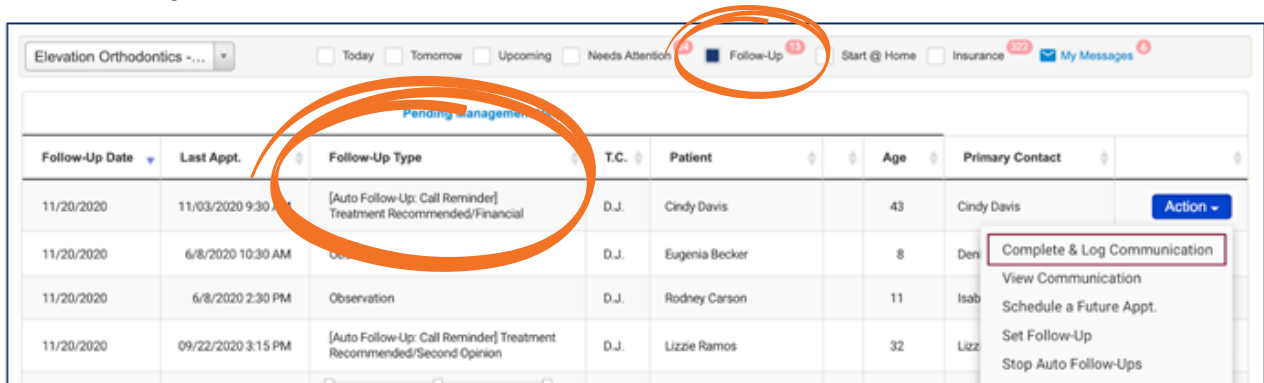 Elevation Orthodontics -... Today Tomorrow Upcoming Needs Attention Follow-Up 13 Start @ Home Insurance 322 My Messages 6
Pending Management
Follow-Up Date Last Appt. Follow-Up Type T.C. Patient Age Primary Contact
11/20/2020 11/03/2020 9:30 [Auto Follow-Up: Call Reminder] D.J. Cindy Davis 43 Cindy Davis Action
Treatment Recommended/Financial
11/20/2020 6/8/2020 10:30 AM D.J. Eugenia Becker 8 Deni
11/20/2020 6/8/2020 2:30 PM Observation D.J. Rodney Carson 11 Isab
11/20/2020 09/22/2020 3:15 PM [Auto Follow-Up: Call Reminder] Treatment D.J. Lizzie Ramos 32 Lizz
Recommended/Second Opinion
Complete & Log Communication
View Communication
Schedule a Future Appt.
Set Follow-Up
Stop Auto Follow-Ups